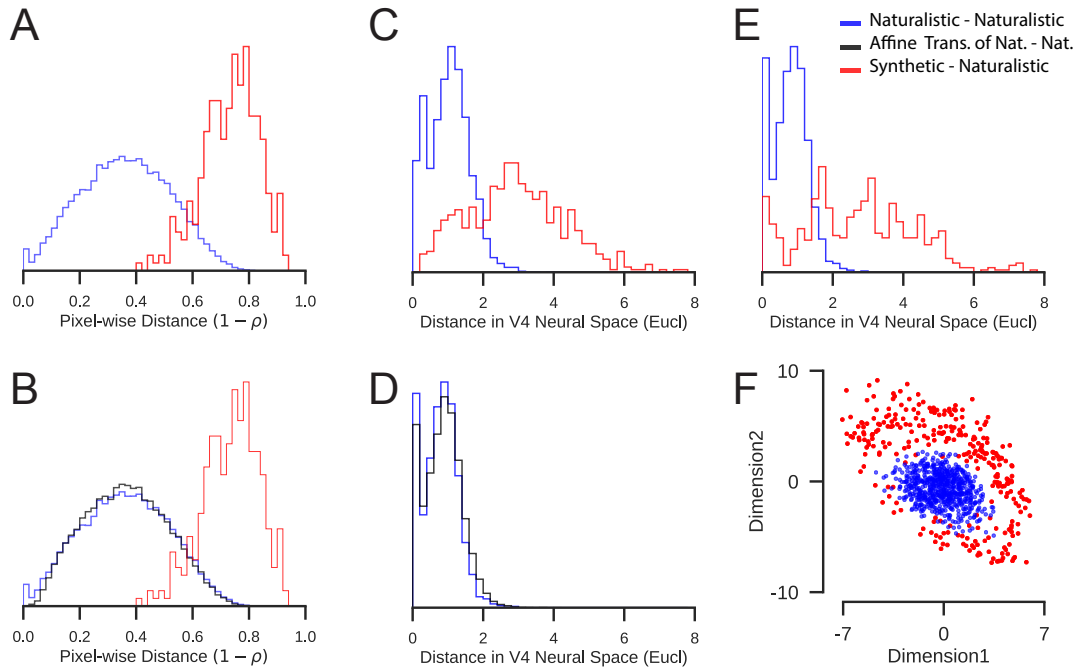 A
0.0 0.2 0.4 0.6 0.8 1.0
Pixel-wise Distance (1 − ρ)
C
0 2 4 6 8
Distance in V4 Neural Space (Eucl)
E
Naturalistic - Naturalistic
Affine Trans. of Nat. - Nat.
Synthetic - Naturalistic
0 2 4 6 8
Distance in V4 Neural Space (Eucl)
B
0.0 0.2 0.4 0.6 0.8 1.0
Pixel-wise Distance (1 − ρ)
D
0 2 4 6 8
Distance in V4 Neural Space (Eucl)
F
10
0
-10
Dimension2
-7 0 7
Dimension1